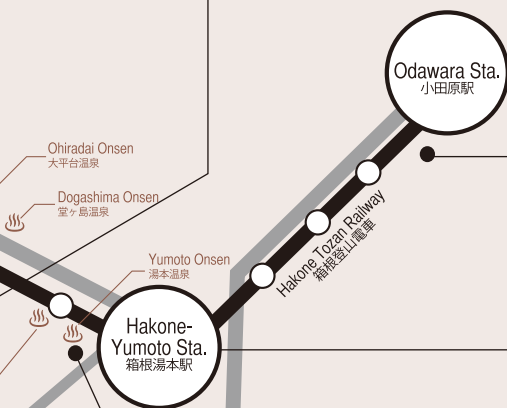 Odawara Sta.
小田原駅
Ohiradai Onsen
大平台温泉
Dogashima Onsen
堂ヶ島温泉
Hakone Tozan Railway
箱根登山電車
Yumoto Onsen
湯本温泉
Hakone-
Yumoto Sta.
箱根湯本駅